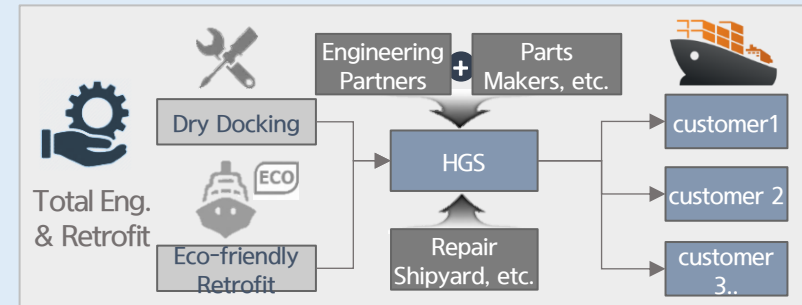 Total Eng.
& Retrofit
Dry Docking
ECO
Eco-friendly
Retrofit
Engineering
Partners
+
Parts
Makers, etc.
HGS
Repair
Shipyard, etc.
customer1
customer 2
customer
3..